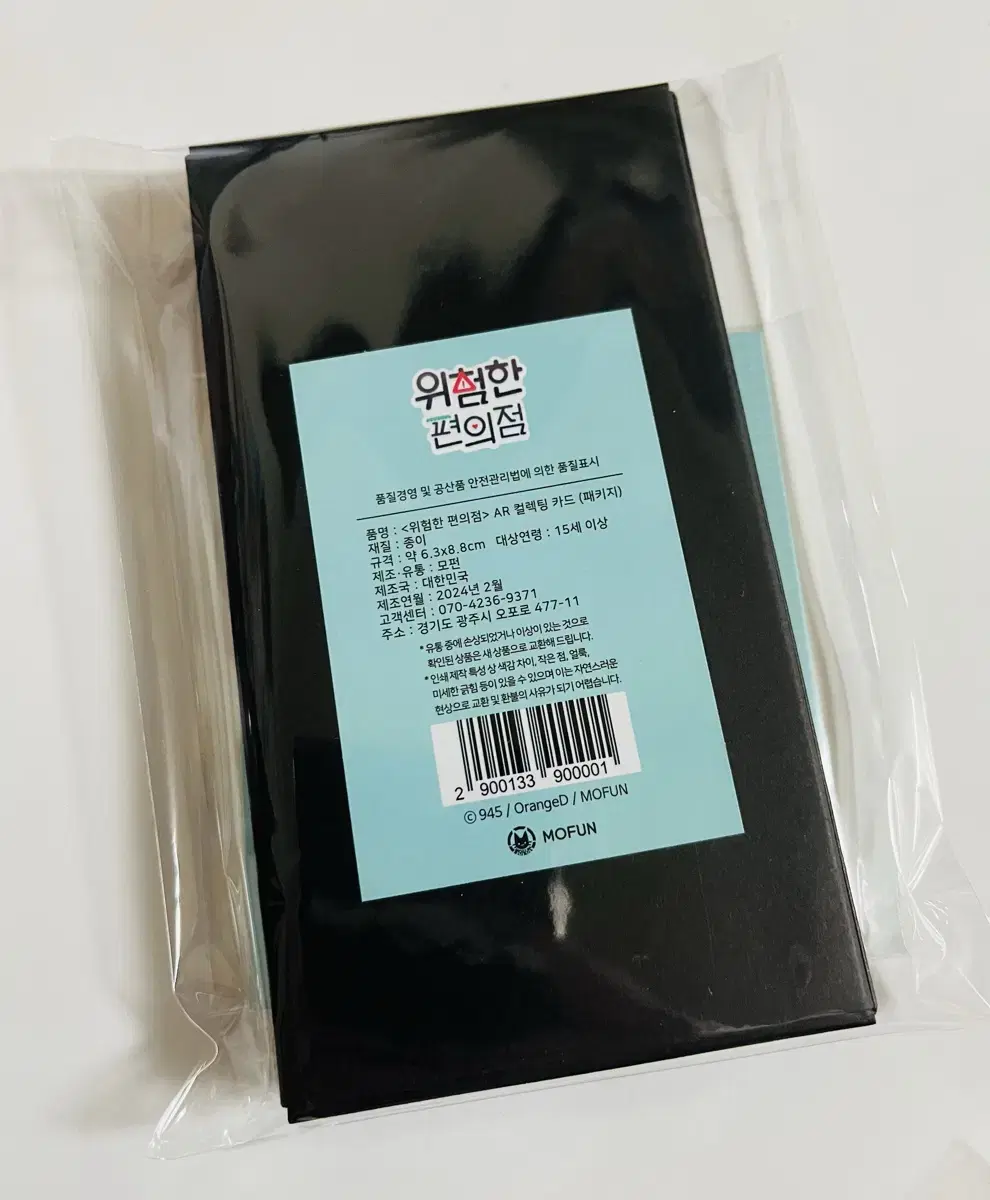 위험한
편의점
품질경영 및 공산품 안전관리법에 의한 품질표시
품명 : <위험한 편의점> AR 컬렉팅 카드 (패키지)
재질 : 종이
규격 : 약 6.3x8.8cm 대상연령 : 15세 이상
제조·유통 : 모펀
제조국 : 대한민국
제조연월 : 2024년 2월
고객센터 : 070-4236-9371
주소 : 경기도 광주시 오포로 477-11
* 유통 중에 손상되었거나 이상이 있는 것으로
확인된 상품은 새 상품으로 교환해 드립니다.
* 인쇄 제작 특성 상 색감 차이, 작은 점, 얼룩,
미세한 긁힘 등이 있을 수 있으며 이는 자연스러운
현상으로 교환 및 환불의 사유가 되기 어렵습니다.
2 900133 900001
ⓒ 945 / OrangeD / MOFUN
MOFUN